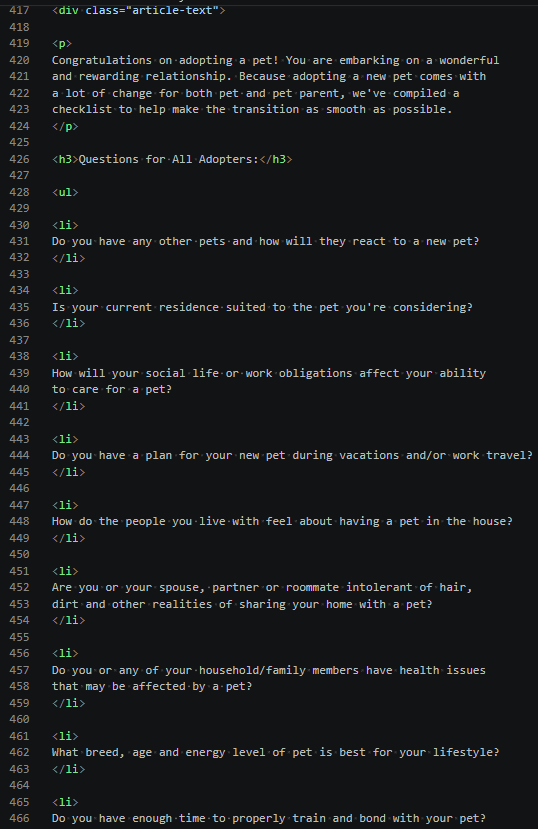 417 <div class="article-text">
418
419 <p>
420 Congratulations on adopting a pet! You are embarking on a wonderful
421 and rewarding relationship. Because adopting a new pet comes with
422 a lot of change for both pet and pet parent, we've compiled a
423 checklist to help make the transition as smooth as possible.
424 </p>
425
426 <h3>Questions for All Adopters:</h3>
427
428 <ul>
429
430 <li>
431 Do you have any other pets and how will they react to a new pet?
432 </li>
433
434 <li>
435 Is your current residence suited to the pet you're considering?
436 </li>
437
438 <li>
439 How will your social life or work obligations affect your ability
440 to care for a pet?
441 </li>
442
443 <li>
444 Do you have a plan for your new pet during vacations and/or work travel?
445 </li>
446
447 <li>
448 How do the people you live with feel about having a pet in the house?
449 </li>
450
451 <li>
452 Are you or your spouse, partner or roommate intolerant of hair,
453 dirt and other realities of sharing your home with a pet?
454 </li>
455
456 <li>
457 Do you or any of your household/family members have health issues
458 that may be affected by a pet?
459 </li>
460
461 <li>
462 What breed, age and energy level of pet is best for your lifestyle?
463 </li>
464
465 <li>
466 Do you have enough time to properly train and bond with your pet?